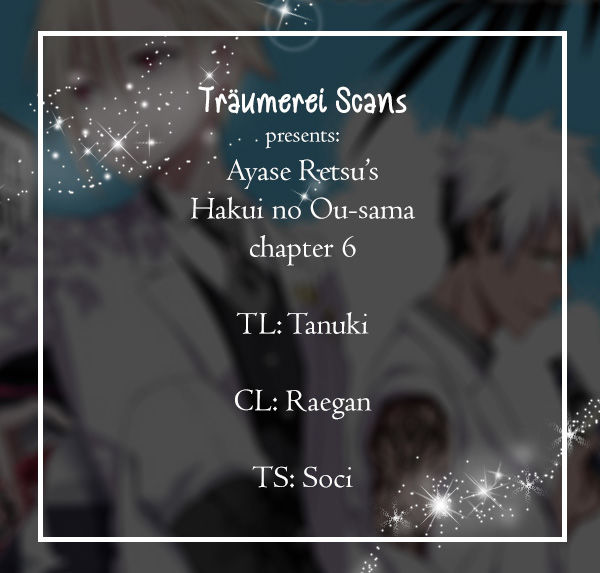 Träumerei Scans
presents:
Ayase Retsu's
Hakui no Ou-sama
chapter 6
TL: Tanuki
CL: Raegan
TS: Soci